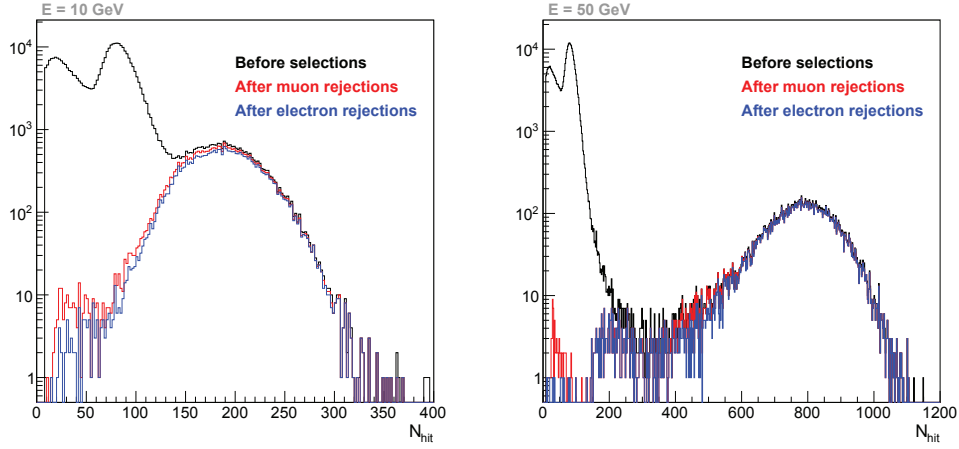 E = 10 GeV
Before selections
After muon rejections
After electron rejections
10^4
10^3
10^2
10
1
0 50 100 150 200 250 300 350 400
N_hit
E = 50 GeV
Before selections
After muon rejections
After electron rejections
10^4
10^3
10^2
10
1
0 200 400 600 800 1000 1200
N_hit